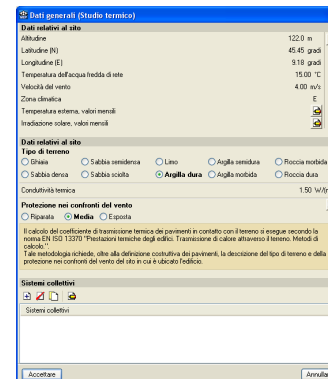 Dati generali (Studio termico)
Dati relativi al sito
Altitudine 122.0 m
Latitudine (N) 45.45 gradi
Longitudine (E) 9.18 gradi
Temperatura dell'acqua fredda di rete 15.00 °C
Velocità del vento 4.00 m/s
Zona climatica E
Temperatura esterna, valori mensili
Irradiazione solare, valori mensili
Dati relativi al sito
Tipo di terreno
Ghiaia Sabbia semidensa Limo Argilla semidura Roccia morbida
Sabbia densa Sabbia sciolta Argilla dura Argilla morbida Roccia dura
Conduttività termica 1.50 W/(m
Protezione nei confronti del vento
Riparata Media Esposta
Il calcolo del coefficiente di trasmissione termica dei pavimenti in contatto con il terreno si esegue secondo la
norma EN ISO 13370 "Prestazioni termiche degli edifici. Trasmissione di calore attraverso il terreno. Metodi di
calcolo.".
Tale metodologia richiede, oltre alla definizione costruttiva dei pavimenti, la descrizione del tipo di terreno e della
protezione nei confronti del vento del sito in cui è ubicato l'edificio.
Sistemi collettivi
Sistemi collettivi
Accettare Annullar